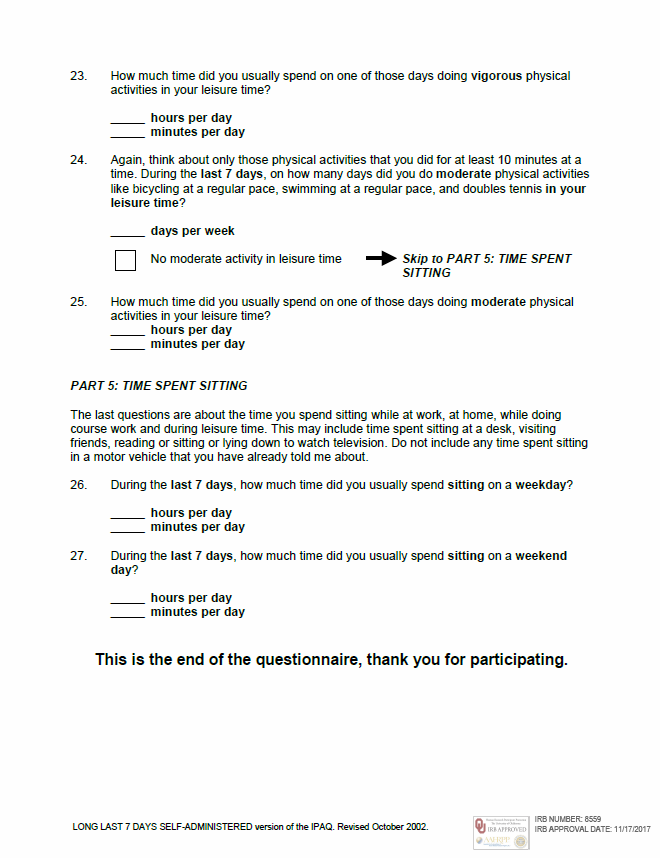 23. How much time did you usually spend on one of those days doing vigorous physical
activities in your leisure time?
_____ hours per day
_____ minutes per day
24. Again, think about only those physical activities that you did for at least 10 minutes at a
time. During the last 7 days, on how many days did you do moderate physical activities
like bicycling at a regular pace, swimming at a regular pace, and doubles tennis in your
leisure time?
_____ days per week
No moderate activity in leisure time Skip to PART 5: TIME SPENT
SITTING
25. How much time did you usually spend on one of those days doing moderate physical
activities in your leisure time?
_____ hours per day
_____ minutes per day
PART 5: TIME SPENT SITTING
The last questions are about the time you spend sitting while at work, at home, while doing
course work and during leisure time. This may include time spent sitting at a desk, visiting
friends, reading or sitting or lying down to watch television. Do not include any time spent sitting
in a motor vehicle that you have already told me about.
26. During the last 7 days, how much time did you usually spend sitting on a weekday?
_____ hours per day
_____ minutes per day
27. During the last 7 days, how much time did you usually spend sitting on a weekend
day?
_____ hours per day
_____ minutes per day
This is the end of the questionnaire, thank you for participating.
LONG LAST 7 DAYS SELF-ADMINISTERED version of the IPAQ. Revised October 2002.
IRB APPROVED
IRB NUMBER: 8559
IRB APPROVAL DATE: 11/17/2017